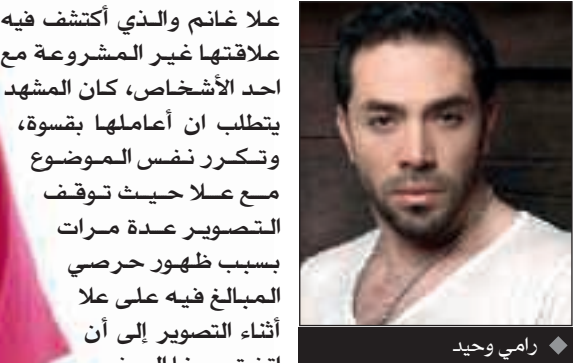 علا غانم والذي أكتشف فيه
علاقتها غير المشروعة مع
احد الأشخاص، كان المشهد
يتطلب ان أعاملها بقسوة،
وتكرر نفس الموضوع
مع علا حيث توقف
التصوير عدة مرات
بسبب ظهور حرصي
المبالغ فيه على علا
أثناء التصوير إلى أن
رامي وحيد